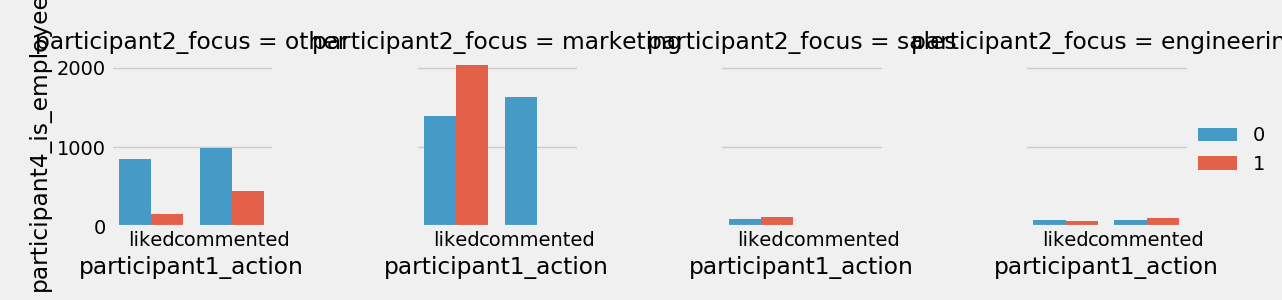 participant2_focus = other
participant2_focus = marketing
participant2_focus = sales
participant2_focus = engineerin
participant4_is_employee
2000
1000
0
liked commented
liked commented
liked commented
liked commented
participant1_action
participant1_action
participant1_action
participant1_action
0
1